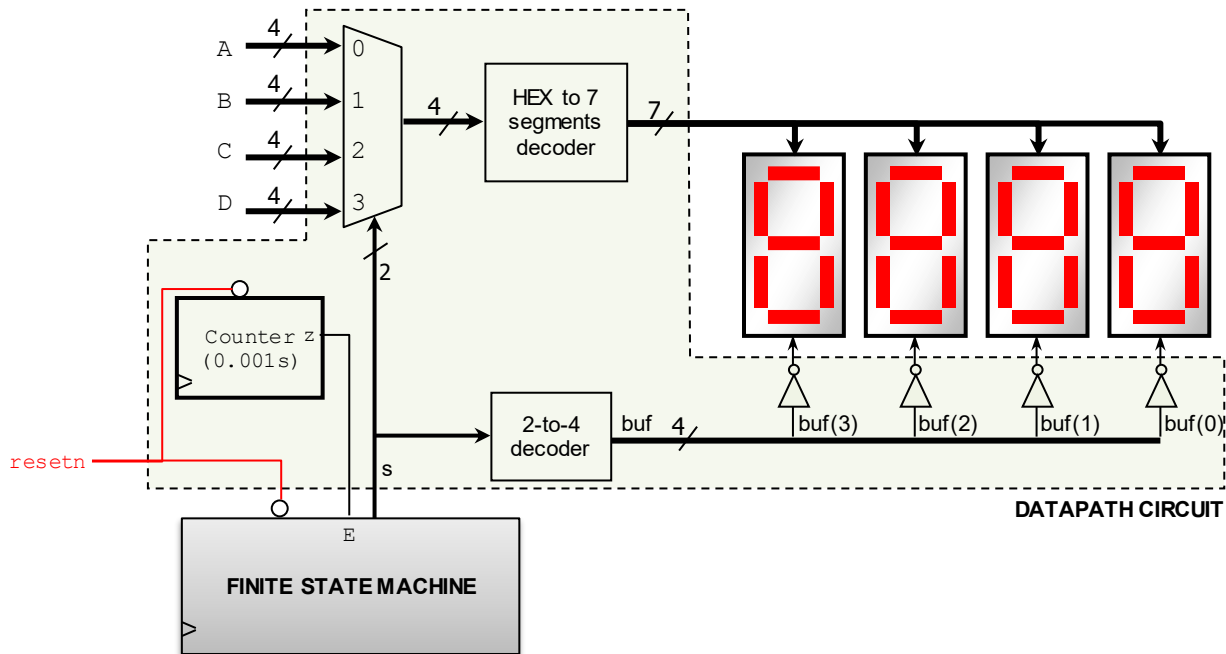 A
4
B
4
C
4
D
4
0
1
2
3
4
HEX to 7
segments
decoder
7
2
Counter
(0.001s)
z
2-to-4
decoder
buf
4
buf(3)
buf(2)
buf(1)
buf(0)
resetn
s
DATAPATH CIRCUIT
E
FINITE STATE MACHINE